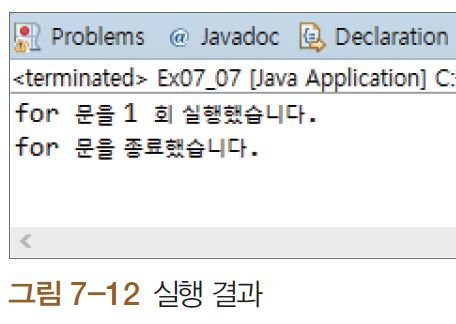 Problems @ Javadoc Declaration
<terminated> Ex07_07 [Java Application] C:
for 문을 1 회 실행했습니다.
for 문을 종료했습니다.
그림 7-12 실행 결과